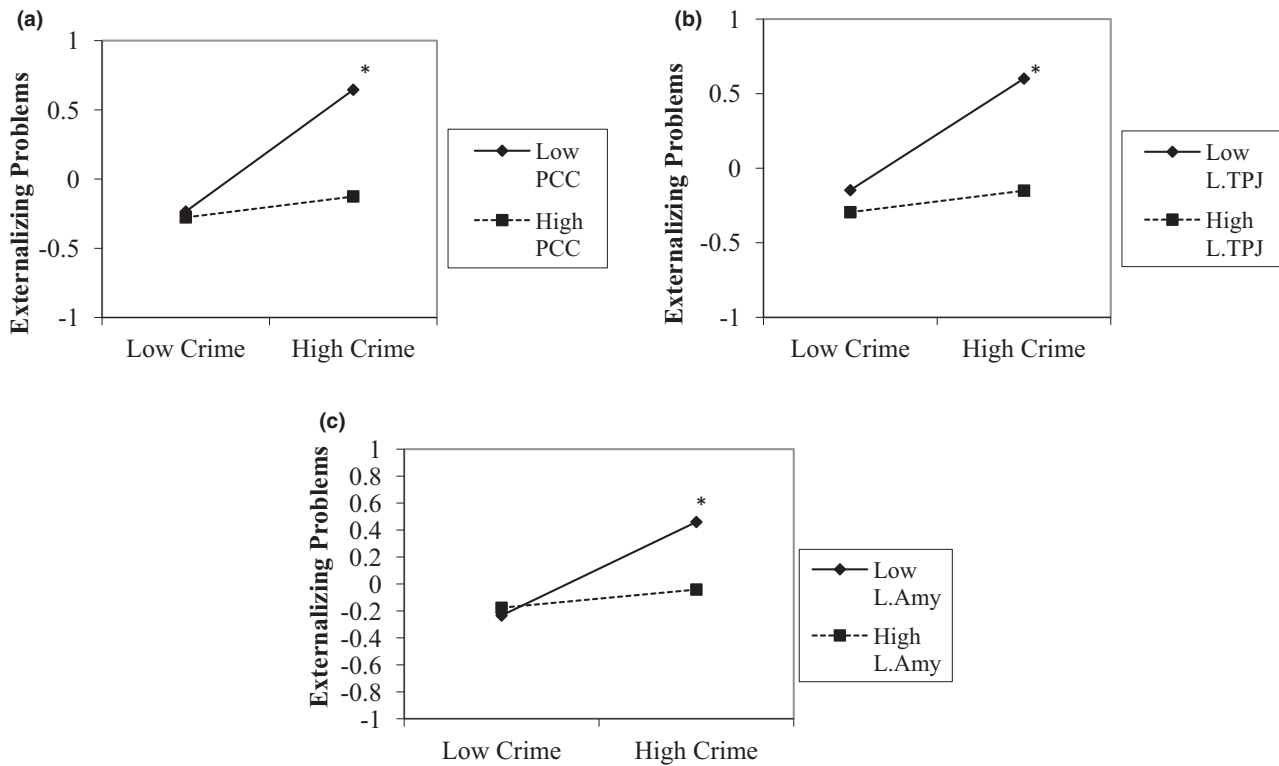 (a)
Externalizing Problems
1
0.5
0
-0.5
-1
*
Low Crime
High Crime
Low
PCC
High
PCC
(b)
Externalizing Problems
1
0.5
0
-0.5
-1
*
Low Crime
High Crime
Low
L.TPJ
High
L.TPJ
(c)
Externalizing Problems
1
0.8
0.6
0.4
0.2
0
-0.2
-0.4
-0.6
-0.8
-1
*
Low Crime
High Crime
Low
L.Amy
High
L.Amy